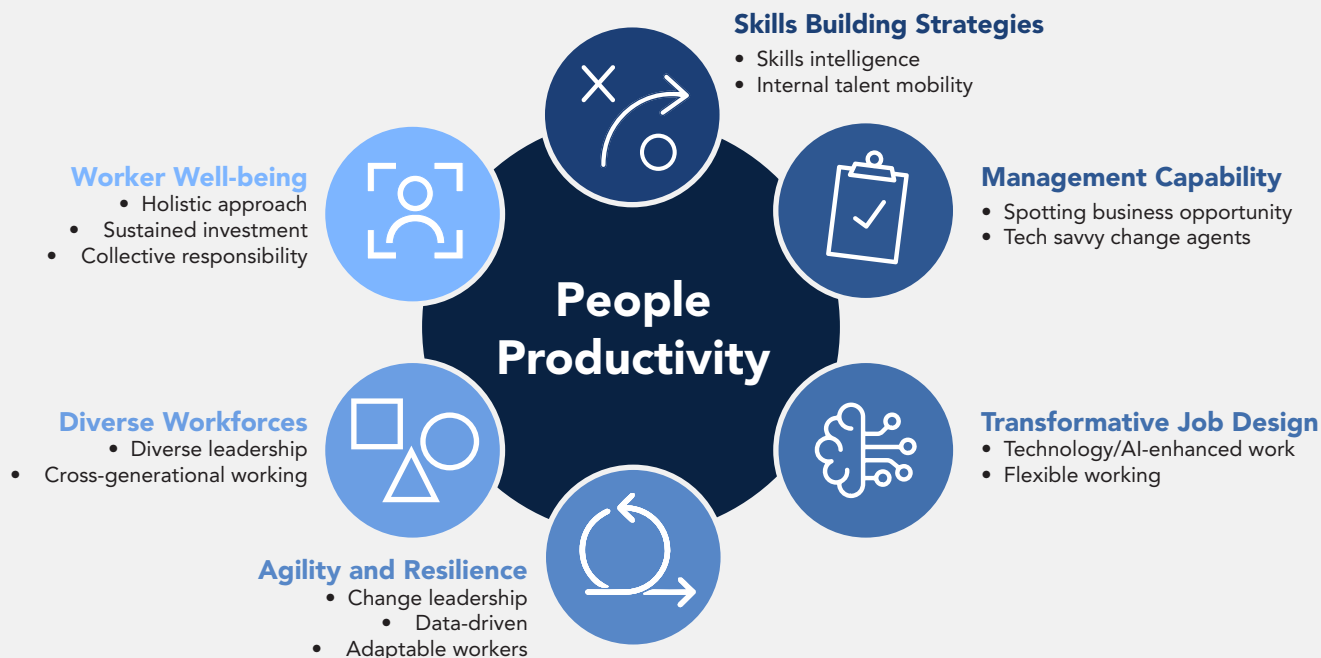 Skills Building Strategies
• Skills intelligence
• Internal talent mobility
Management Capability
• Spotting business opportunity
• Tech savvy change agents
Transformative Job Design
• Technology/AI-enhanced work
• Flexible working
Agility and Resilience
• Change leadership
• Data-driven
• Adaptable workers
Diverse Workforces
• Diverse leadership
• Cross-generational working
Worker Well-being
• Holistic approach
• Sustained investment
• Collective responsibility
People
Productivity